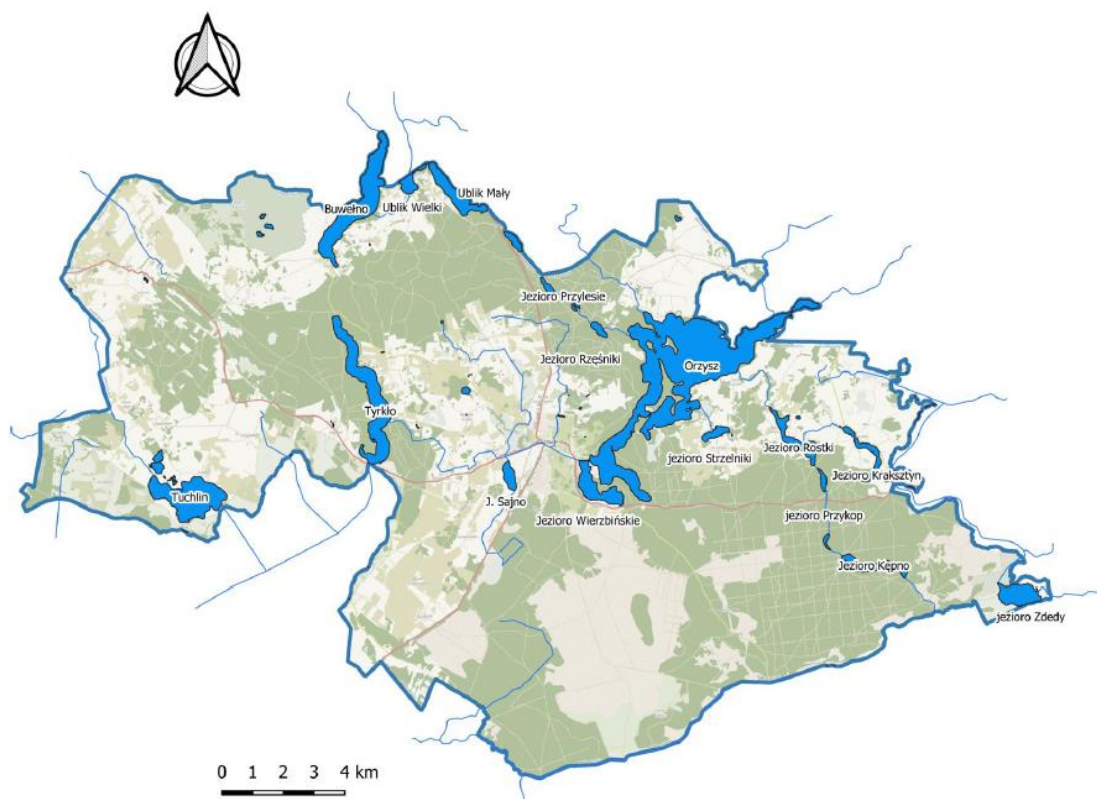 Ublik Mały
Buwełno
Ublik Wielki
Jezioro Przylesie
Jezioro Rzęśniki
Orzysz
Tyrkło
Jezioro Rostki
jezioro Strzelniki
Jezioro Kraksztyn
Tuchlin
J. Sajno
Jezioro Wierzbińskie
jezioro Przykop
Jezioro Kępno
jezioro Zdedy
0 1 2 3 4 km